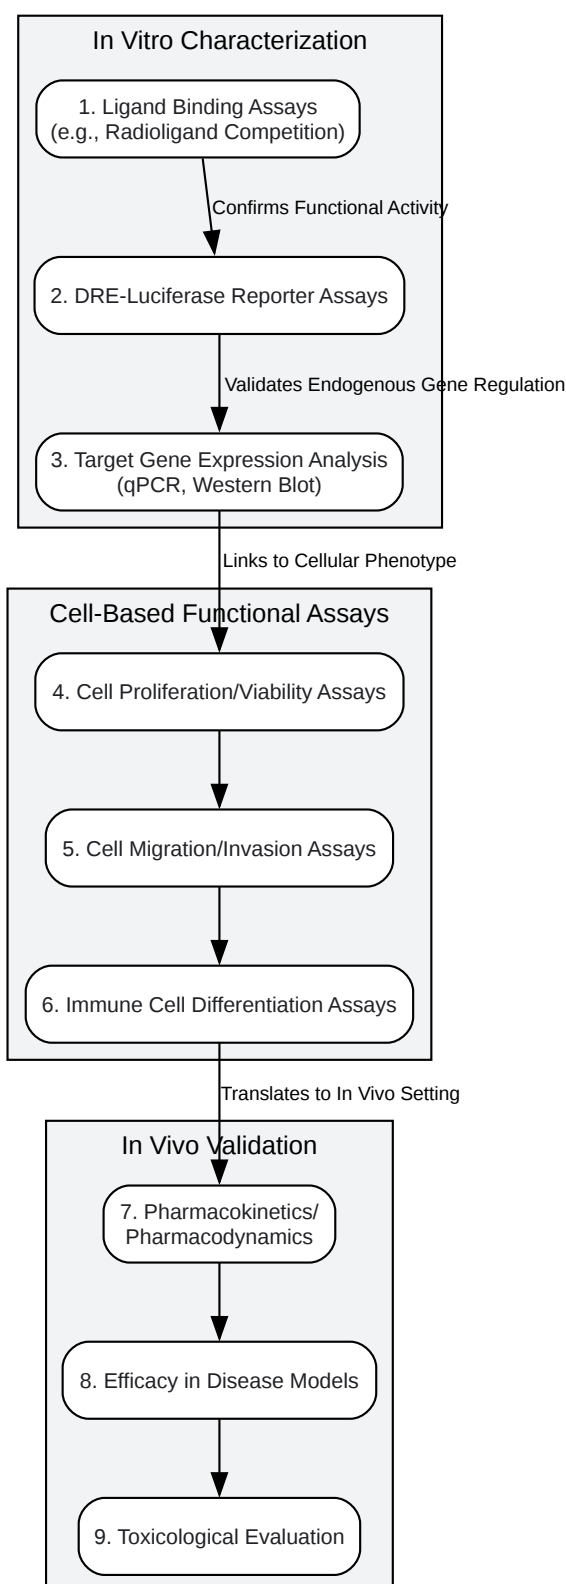 In Vitro Characterization
1. Ligand Binding Assays
(e.g., Radioligand Competition)
Confirms Functional Activity
2. DRE-Luciferase Reporter Assays
Validates Endogenous Gene Regulation
3. Target Gene Expression Analysis
(qPCR, Western Blot)
Links to Cellular Phenotype
Cell-Based Functional Assays
4. Cell Proliferation/Viability Assays
5. Cell Migration/Invasion Assays
6. Immune Cell Differentiation Assays
Translates to In Vivo Setting
In Vivo Validation
7. Pharmacokinetics/
Pharmacodynamics
8. Efficacy in Disease Models
9. Toxicological Evaluation